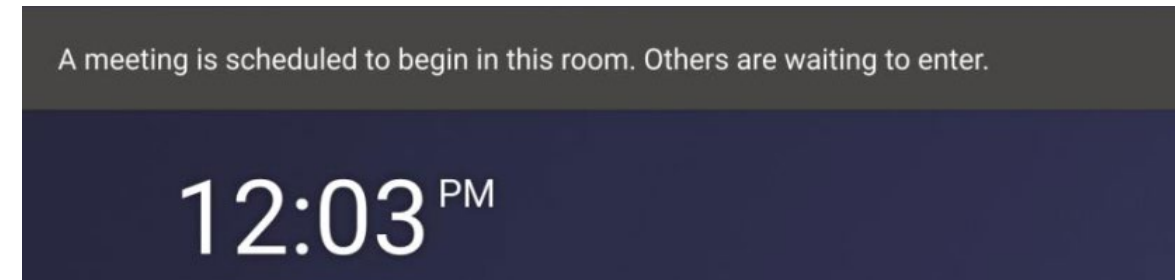 A meeting is scheduled to begin in this room. Others are waiting to enter.
12:03 PM